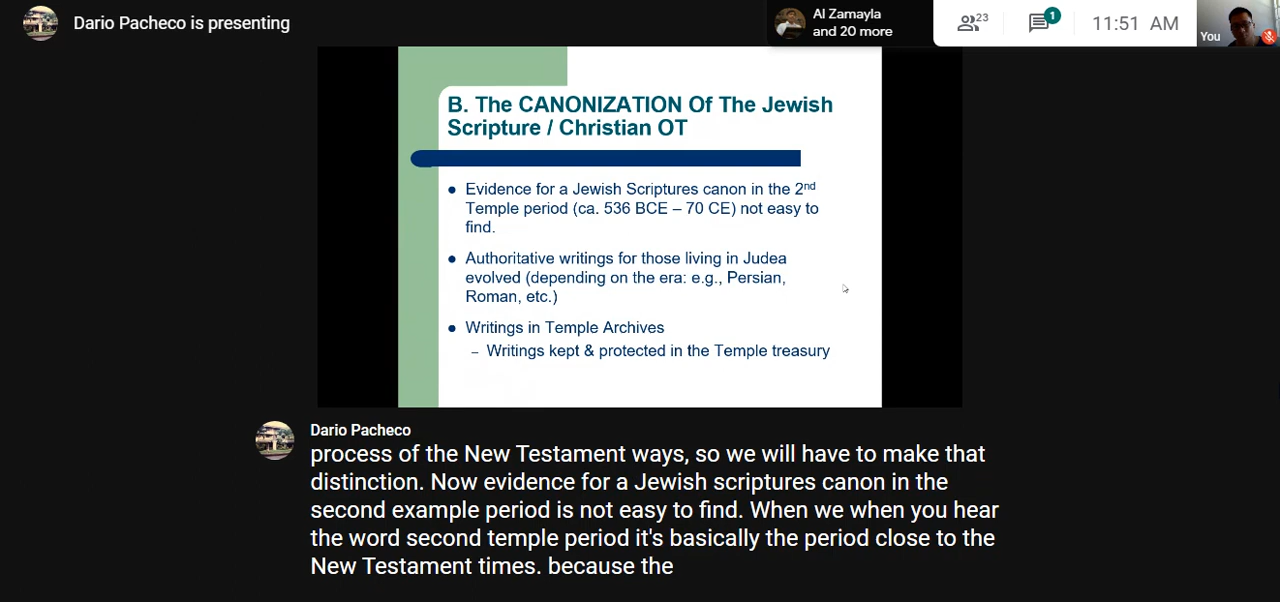 Dario Pacheco is presenting
Al Zamayla
and 20 more
23
1
11:51 AM
You
B. The CANONIZATION Of The Jewish
Scripture / Christian OT
● Evidence for a Jewish Scriptures canon in the 2nd
Temple period (ca. 536 BCE – 70 CE) not easy to
find.
● Authoritative writings for those living in Judea
evolved (depending on the era: e.g., Persian,
Roman, etc.)
● Writings in Temple Archives
– Writings kept & protected in the Temple treasury
Dario Pacheco
process of the New Testament ways, so we will have to make that
distinction. Now evidence for a Jewish scriptures canon in the
second example period is not easy to find. When we when you hear
the word second temple period it's basically the period close to the
New Testament times. because the